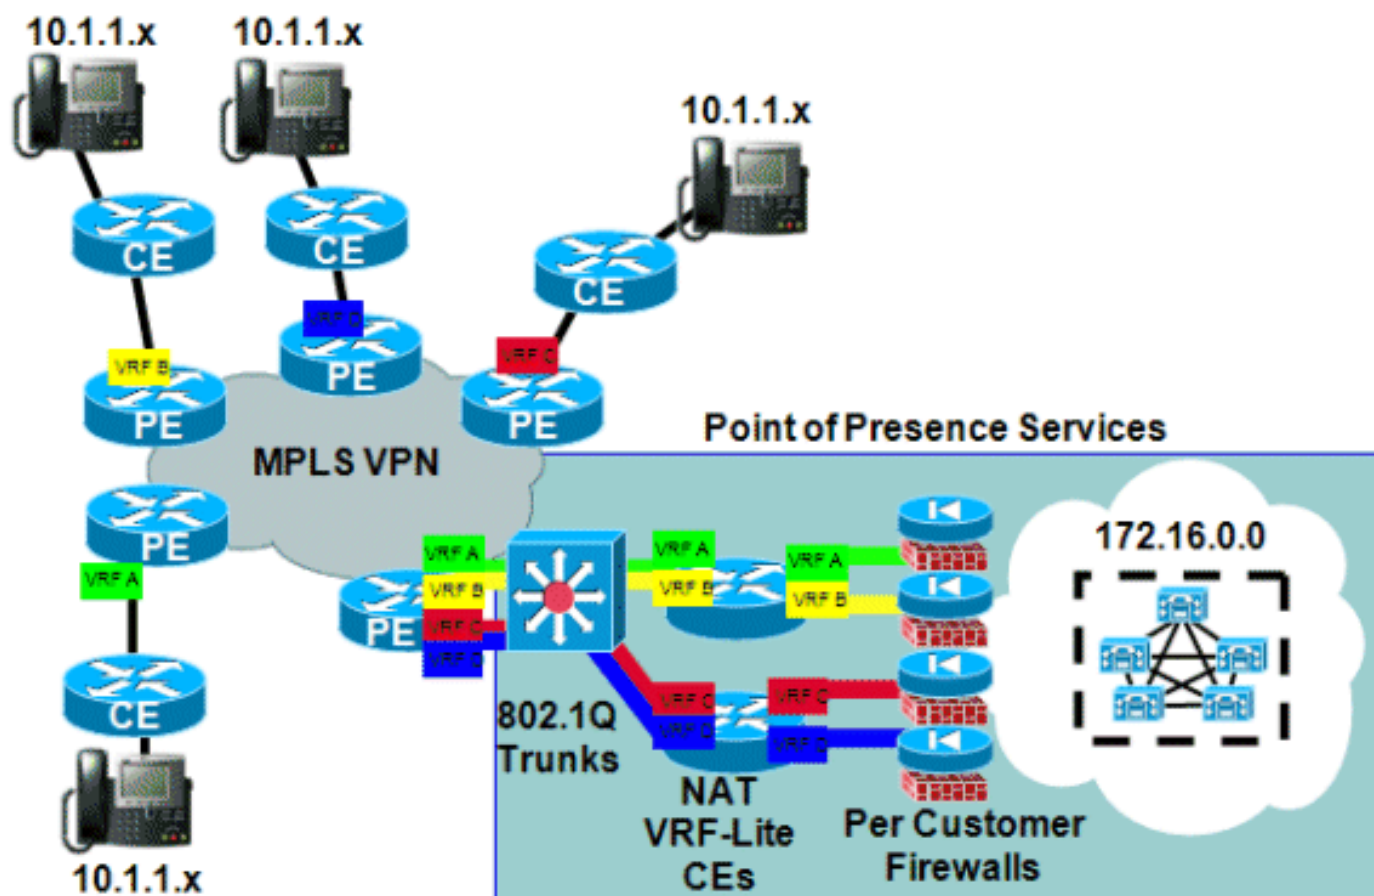 10.1.1.x
10.1.1.x
10.1.1.x
CE
CE
CE
VRF D
VRF B
VRF C
PE
PE
PE
Point of Presence Services
MPLS VPN
PE
VRF A
VRF A
VRF B
VRF C
VRF D
PE
VRF A
VRF B
VRF A
VRF B
172.16.0.0
CE
VRF C
VRF D
VRF C
VRF D
802.1Q
Trunks
NAT
VRF-Lite
CEs
Per Customer
Firewalls
10.1.1.x